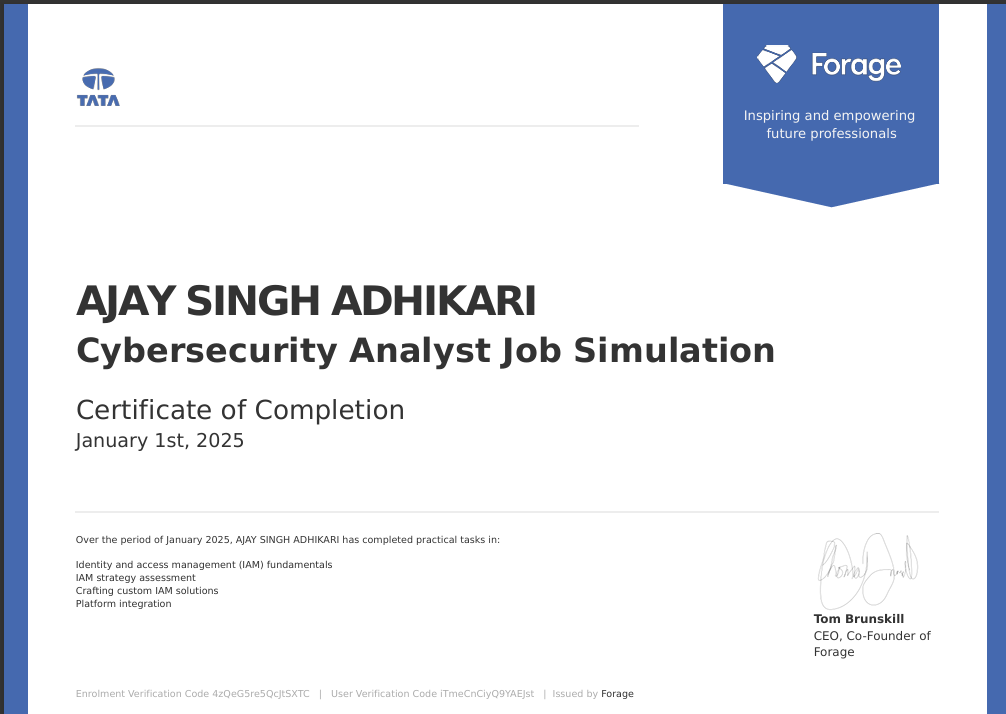 TATA
Forage
Inspiring and empowering
future professionals
AJAY SINGH ADHIKARI
Cybersecurity Analyst Job Simulation
Certificate of Completion
January 1st, 2025
Over the period of January 2025, AJAY SINGH ADHIKARI has completed practical tasks in:
Identity and access management (IAM) fundamentals
IAM strategy assessment
Crafting custom IAM solutions
Platform integration
Tom Brunskill
CEO, Co-Founder of
Forage
Enrolment Verification Code 4zQeG5re5QcJtSXTC | User Verification Code iTmeCnCiyQ9YAEJst | Issued by Forage